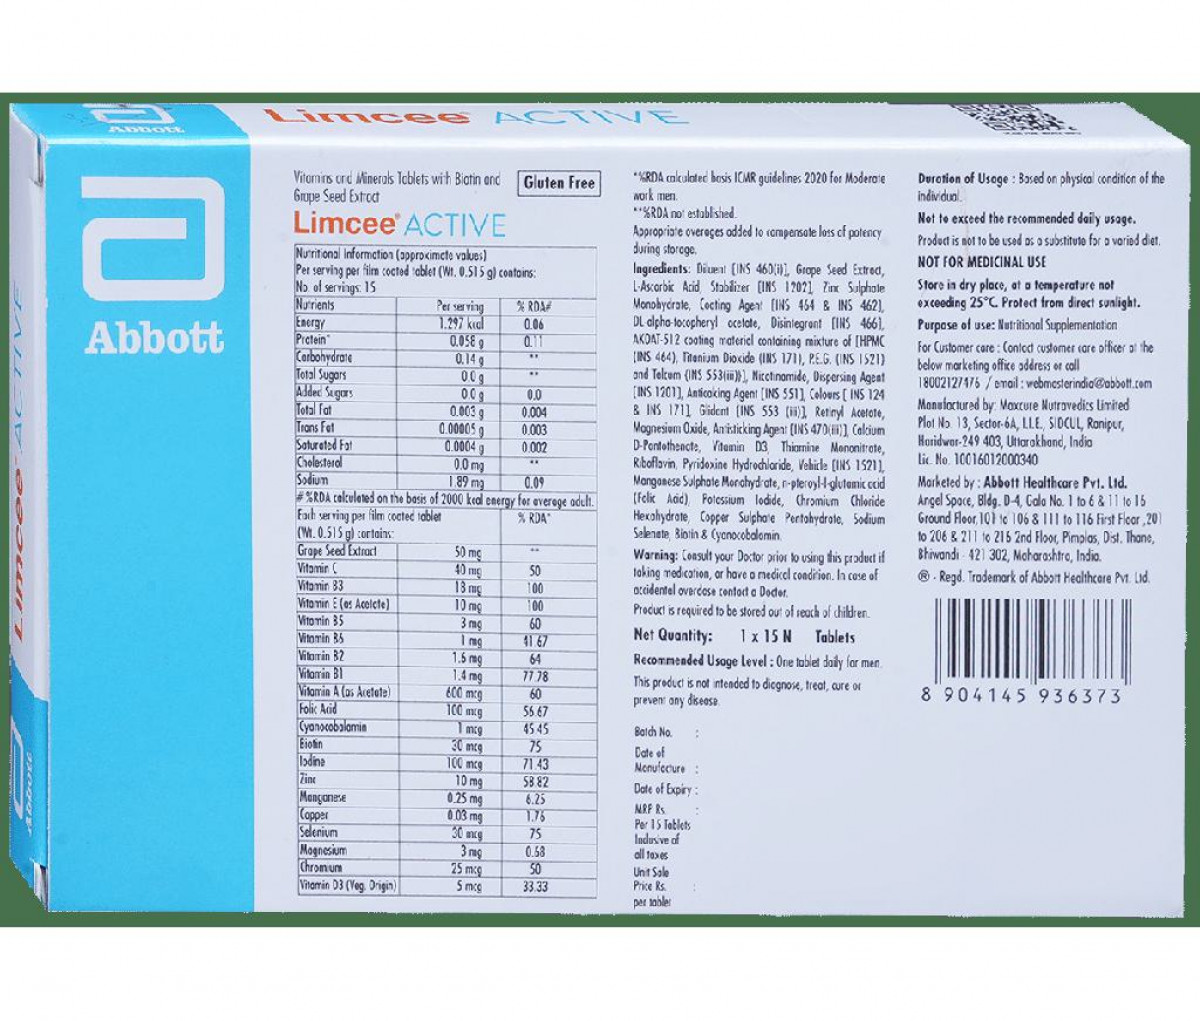 Abbott
Limcee® ACTIVE
Abbott
Limcee® ACTIVE
Abbott
Vitamins and Minerals Tablets with Biotin and
Grape Seed Extract
Gluten Free
Limcee® ACTIVE
Nutritional Information (approximate values)
Per serving per film coated tablet (Wt. 0.515 g) contains:
No. of servings: 15
Nutrients Per serving % RDA#
Energy 1.297 kcal 0.06
Protein* 0.058 g 0.11
Carbohydrate 0.14 g **
Total Sugars 0.0 g **
Added Sugars 0.0 g 0.0
Total Fat 0.003 g 0.004
Trans Fat 0.00005 g 0.003
Saturated Fat 0.0004 g 0.002
Cholesterol 0.0 mg **
Sodium 1.89 mg 0.09
# %RDA calculated on the basis of 2000 kcal energy for average adult.
Each serving per film coated tablet % RDA*
(Wt. 0.515 g) contains:
Grape Seed Extract 50 mg **
Vitamin C 40 mg 50
Vitamin B3 18 mg 100
Vitamin E (as Acetate) 10 mg 100
Vitamin B5 3 mg 60
Vitamin B6 1 mg 41.67
Vitamin B2 1.6 mg 64
Vitamin B1 1.4 mg 77.78
Vitamin A (as Acetate) 600 mcg 60
Folic Acid 100 mcg
Cyanocobalamin 1 mcg 45.45
Biotin 30 mcg 75
Iodine 100 mcg 71.43
Zinc 10 mg 58.82
Manganese 0.25 mg 6.25
Copper 0.03 mg 1.76
Selenium 30 mcg 75
Magnesium 3 mg 0.68
Chromium 25 mcg 50
Vitamin D3 (Veg. Origin) 5 mcg 33.33
*%RDA calculated basis ICMR guidelines 2020 for Moderate
work men.
**%RDA not established.
Appropriate overages added to compensate loss of potency
during storage.
Ingredients: Diluent [INS 460(i)], Grape Seed Extract,
L-Ascorbic Acid, Stabilizer [INS 1202], Zinc Sulphate
Monohydrate, Coating Agent [INS 464 & INS 462],
DL-alpha-tocopheryl acetate, Disintegrant [INS 466],
AKOAT-512 coating material containing mixture of [HPMC
(INS 464), Titanium Dioxide (INS 171), P.E.G. (INS 1521)
and Talcum (INS 553(iii))], Nicotinamide, Dispersing Agent
[INS 1201], Anticaking Agent [INS 551], Colours [ INS 124
& INS 171], Glidant [INS 553 (iii)], Retinyl Acetate,
Magnesium Oxide, Antisticking Agent [INS 470(iii)], Calcium
D-Pantothenate, Vitamin D3, Thiamine Mononitrate,
Riboflavin, Pyridoxine Hydrochloride, Vehicle [INS 1521],
Manganese Sulphate Monohydrate, n-pteroyl-l-glutamic acid
(Folic Acid), Potassium Iodide, Chromium Chloride
Hexahydrate, Copper Sulphate Pentahydrate, Sodium
Selenate, Biotin & Cyanocobalamin.
Warning: Consult your Doctor prior to using this product if
taking medication, or have a medical condition. In case of
accidental overdose contact a Doctor.
Product is required to be stored out of reach of children.
Net Quantity: 1 x 15 N Tablets
Recommended Usage Level : One tablet daily for men.
This product is not intended to diagnose, treat, cure or
prevent any disease.
Batch No. :
Date of
Manufacture :
Date of Expiry :
MRP Rs. :
Per 15 Tablets
Inclusive of
all taxes
Unit Sale
Price Rs. :
per tablet
Duration of Usage : Based on physical condition of the
individual.
Not to exceed the recommended daily usage.
Product is not to be used as a substitute for a varied diet.
NOT FOR MEDICINAL USE
Store in dry place, at a temperature not
exceeding 25°C. Protect from direct sunlight.
Purpose of use: Nutritional Supplementation
For Customer care : Contact customer care officer at the
below marketing office address or call
18002127476 / email : webmasterindia@abbott.com
Manufactured by: Maxcure Nutravedics Limited
Plot No. 13, Sector-6A, I.I.E., SIDCUL, Ranipur,
Haridwar-249 403, Uttarakhand, India
Lic. No. 10016012000340
Marketed by : Abbott Healthcare Pvt. Ltd.
Angel Space, Bldg. D-4, Gala No. 1 to 6 & 11 to 16
Ground Floor, 101 to 106 & 111 to 116 First Floor ,201
to 206 & 211 to 216 2nd Floor, Pimplas, Dist. Thane,
Bhiwandi - 421 302, Maharashtra, India.
® - Regd. Trademark of Abbott Healthcare Pvt. Ltd.
8 904145 936373
Abbott